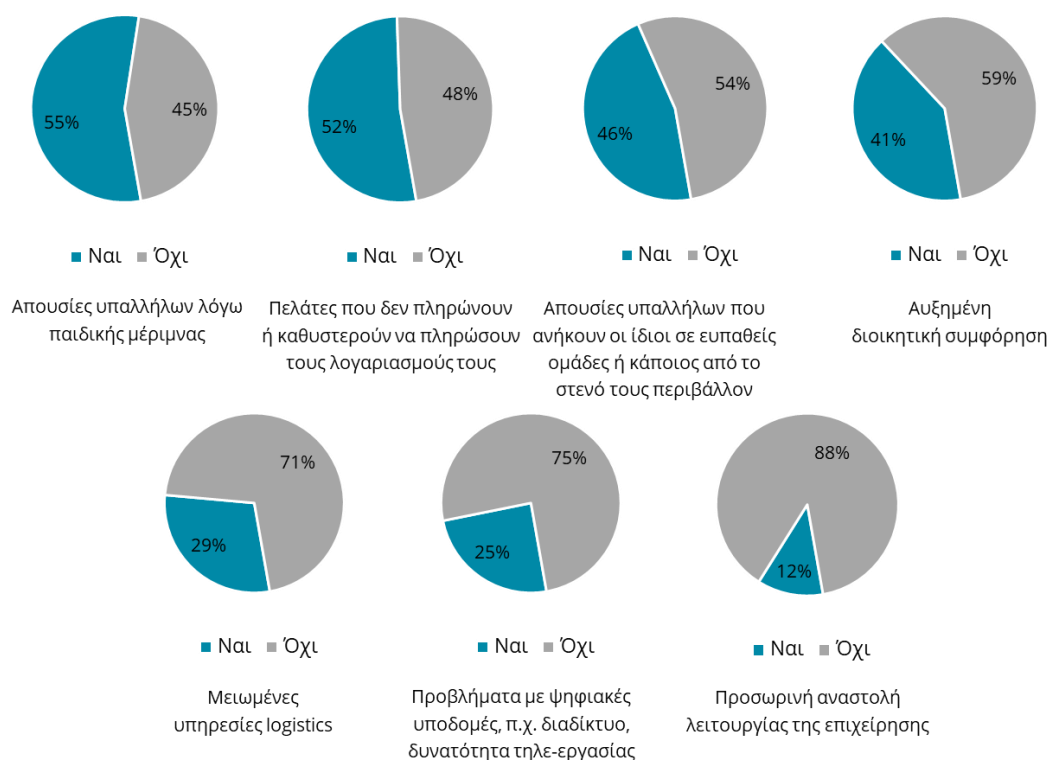 55%
45%
Ναι Όχι
Απουσίες υπαλλήλων λόγω
παιδικής μέριμνας
52%
48%
Ναι Όχι
Πελάτες που δεν πληρώνουν
ή καθυστερούν να πληρώσουν
τους λογαριασμούς τους
46%
54%
Ναι Όχι
Απουσίες υπαλλήλων που
ανήκουν οι ίδιοι σε ευπαθείς
ομάδες ή κάποιος από το
στενό τους περιβάλλον
41%
59%
Ναι Όχι
Αυξημένη
διοικητική συμφόρηση
29%
71%
Ναι Όχι
Μειωμένες
υπηρεσίες logistics
25%
75%
Ναι Όχι
Προβλήματα με ψηφιακές
υποδομές, π.χ. διαδίκτυο,
δυνατότητα τηλε-εργασίας
12%
88%
Ναι Όχι
Προσωρινή αναστολή
λειτουργίας της επιχείρησης